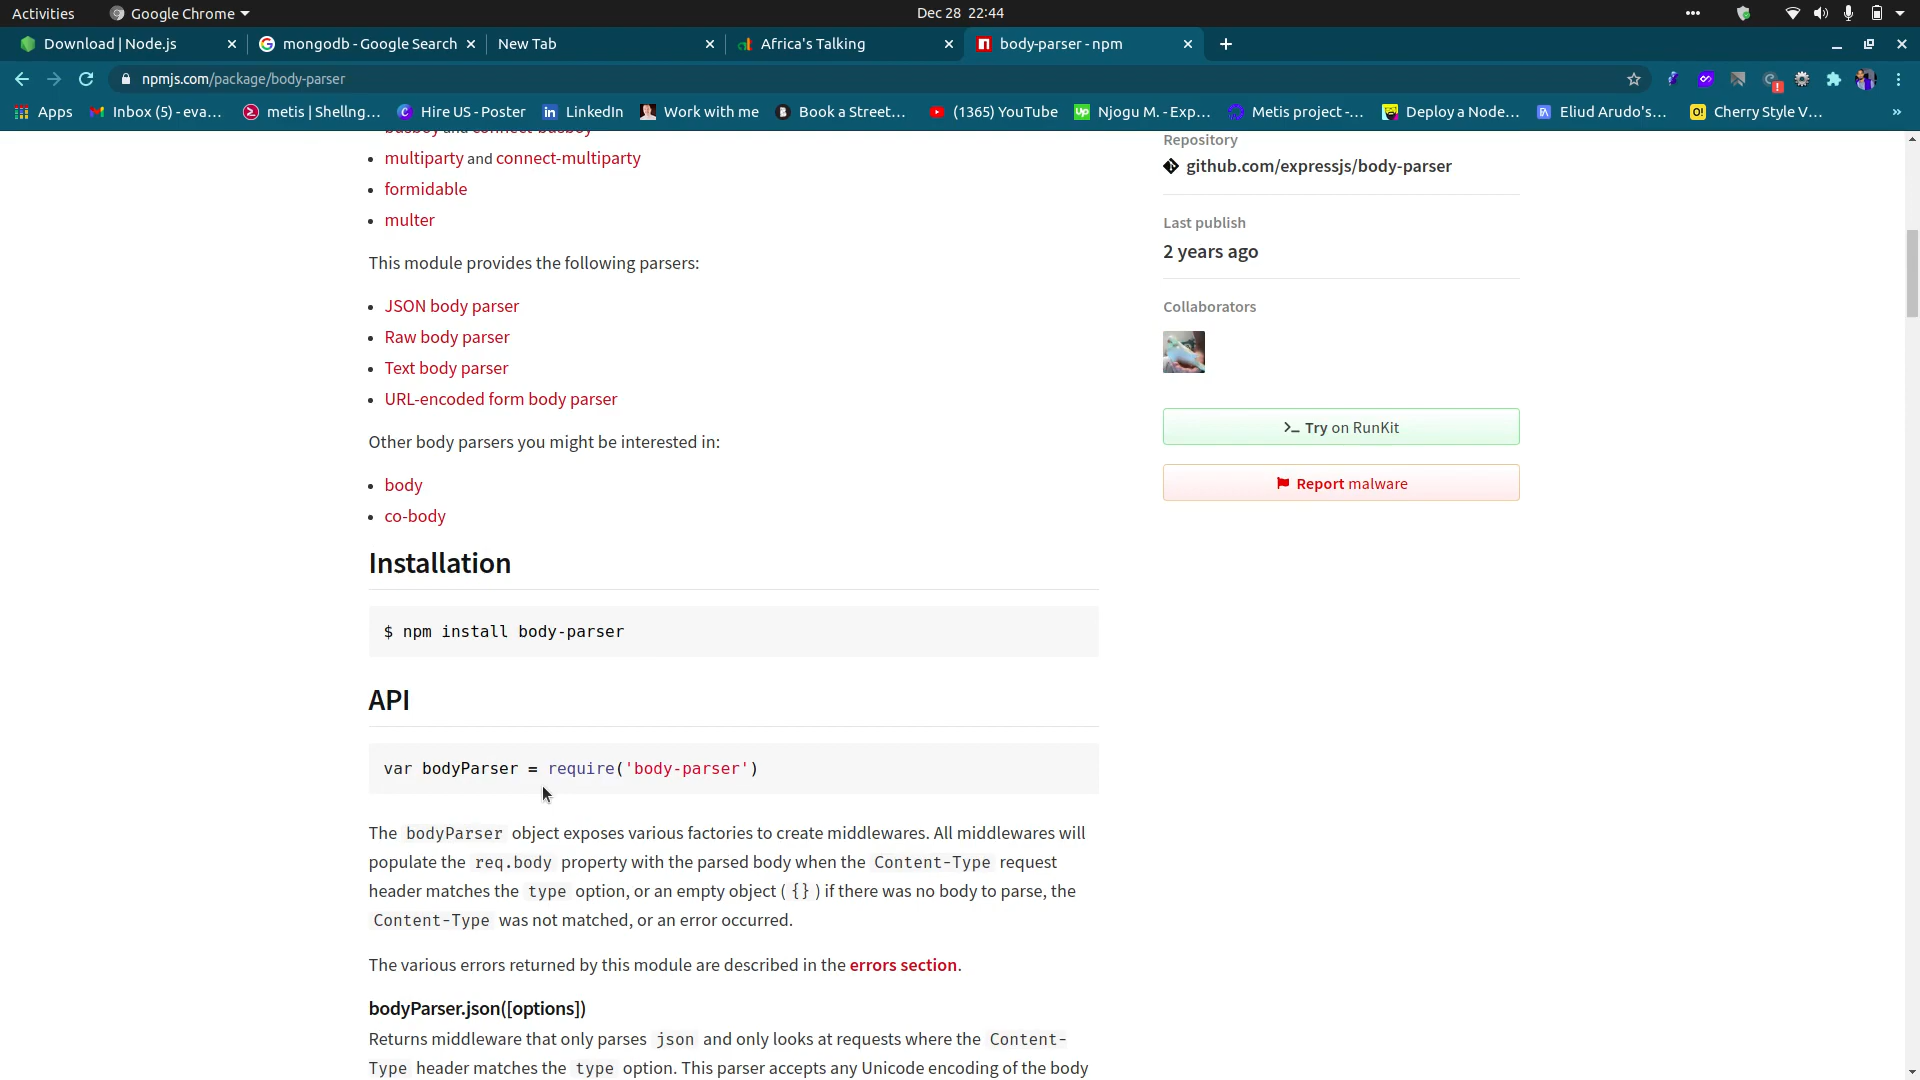 Activities
Google Chrome
Dec 28 22:44
Download | Node.js
mongodb - Google Search
New Tab
Africa's Talking
body-parser - npm
npmjs.com/package/body-parser
Apps
Inbox (5) - eva...
metis | Shellng...
Hire US - Poster
LinkedIn
Work with me
Book a Street...
(1365) YouTube
Njogu M. - Exp...
Metis project -...
Deploy a Node...
Eliud Arudo's...
Cherry Style V...
busboy and connect-busboy
multiparty and connect-multiparty
formidable
multer
This module provides the following parsers:
JSON body parser
Raw body parser
Text body parser
URL-encoded form body parser
Other body parsers you might be interested in:
body
co-body
Installation
$ npm install body-parser
API
var bodyParser = require('body-parser')
The bodyParser object exposes various factories to create middlewares. All middlewares will
populate the req.body property with the parsed body when the Content-Type request
header matches the type option, or an empty object ( {} ) if there was no body to parse, the
Content-Type was not matched, or an error occurred.
The various errors returned by this module are described in the errors section.
bodyParser.json([options])
Returns middleware that only parses json and only looks at requests where the Content-
Type header matches the type option. This parser accepts any Unicode encoding of the body
Repository
github.com/expressjs/body-parser
Last publish
2 years ago
Collaborators
Try on RunKit
Report malware